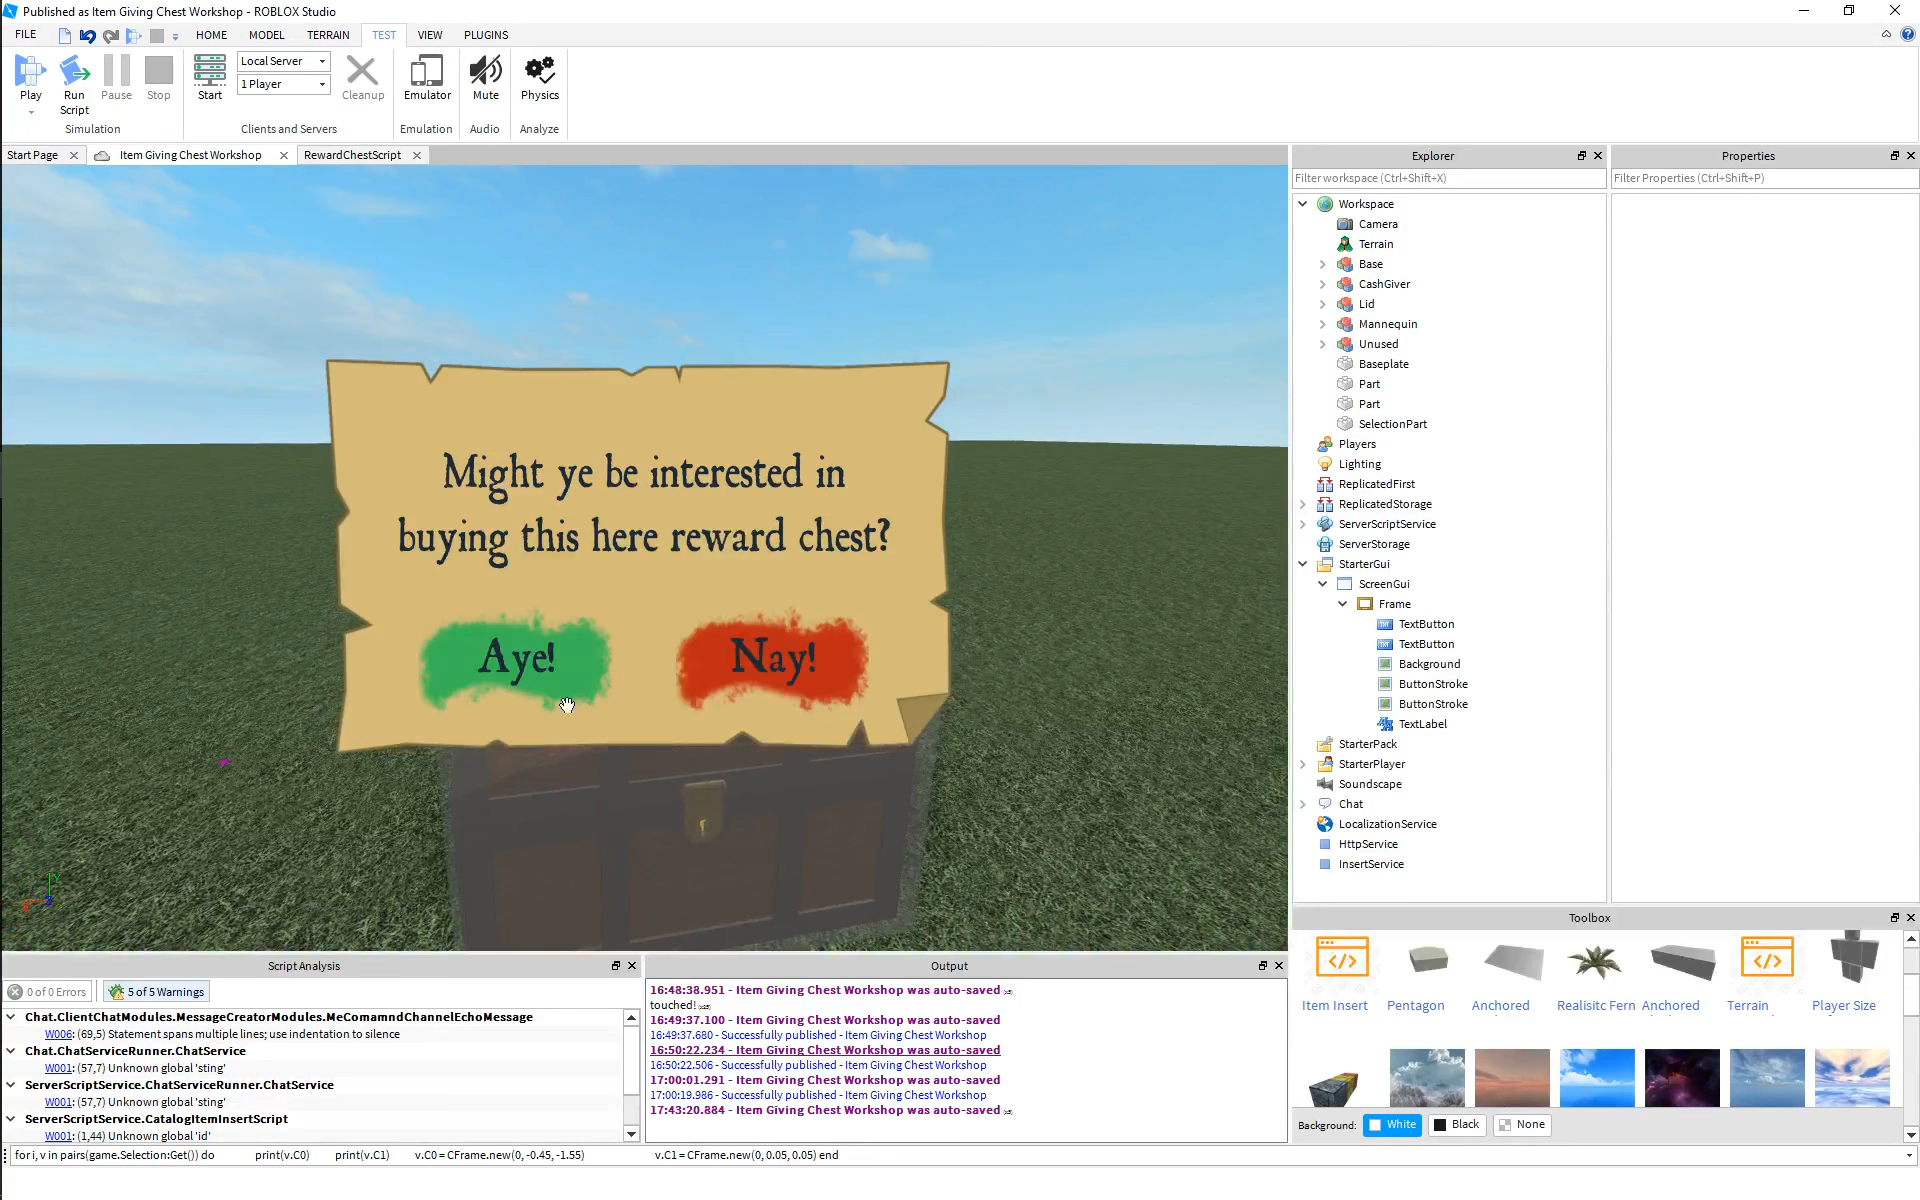 Published as Item Giving Chest Workshop - ROBLOX Studio
FILE HOME MODEL TERRAIN TEST VIEW PLUGINS
Play Run Script Pause Stop Start Local Server 1 Player Cleanup Emulator Mute Physics
Simulation Clients and Servers Emulation Audio Analyze
Start Page Item Giving Chest Workshop RewardChestScript
Might ye be interested in
buying this here reward chest?
Aye! Nay!
Explorer
Filter workspace (Ctrl+Shift+X)
Workspace
Camera
Terrain
Base
CashGiver
Lid
Mannequin
Unused
Baseplate
Part
Part
SelectionPart
Players
Lighting
ReplicatedFirst
ReplicatedStorage
ServerScriptService
ServerStorage
StarterGui
ScreenGui
Frame
TextButton
TextButton
Background
ButtonStroke
ButtonStroke
TextLabel
StarterPack
StarterPlayer
Soundscape
Chat
LocalizationService
HttpService
InsertService
Properties
Filter Properties (Ctrl+Shift+P)
Script Analysis
0 of 0 Errors 5 of 5 Warnings
Chat.ClientChatModules.MessageCreatorModules.MeComamndChannelEchoMessage
W006: (69,5) Statement spans multiple lines; use indentation to silence
Chat.ChatServiceRunner.ChatService
W001: (57,7) Unknown global 'sting'
ServerScriptService.ChatServiceRunner.ChatService
W001: (57,7) Unknown global 'sting'
ServerScriptService.CatalogItemInsertScript
W001: (1,44) Unknown global 'id'
Output
16:48:38.951 - Item Giving Chest Workshop was auto-saved
touched!
16:49:37.100 - Item Giving Chest Workshop was auto-saved
16:49:37.680 - Successfully published - Item Giving Chest Workshop
16:50:22.234 - Item Giving Chest Workshop was auto-saved
16:50:22.506 - Successfully published - Item Giving Chest Workshop
17:00:01.291 - Item Giving Chest Workshop was auto-saved
17:00:19.986 - Successfully published - Item Giving Chest Workshop
17:43:20.884 - Item Giving Chest Workshop was auto-saved
Toolbox
Item Insert Pentagon Anchored Realisitc Fern Anchored Terrain Player Size
Background: White Black None
for i, v in pairs(game.Selection:Get()) do print(v.C0) print(v.C1) v.C0 = CFrame.new(0, -0.45, -1.55) v.C1 = CFrame.new(0, 0.05, 0.05) end